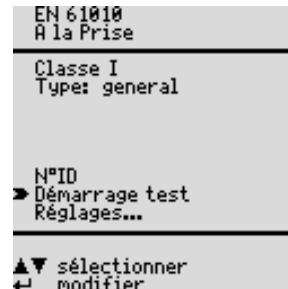 EN 61010
A la Prise
Classe I
Type: general
N°ID
Démarrage test
Réglages...
▲▼ sélectionner
↵ modifier